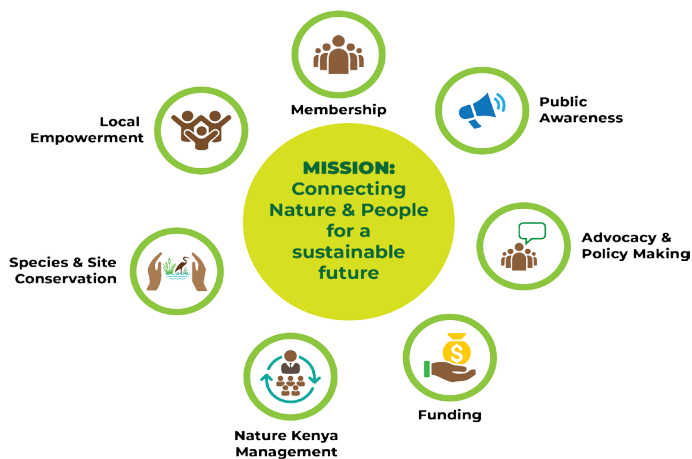 Membership
Public
Awareness
Local
Empowerment
MISSION:
Connecting
Nature & People
for a
sustainable
future
Advocacy &
Policy Making
Species & Site
Conservation
$
Funding
Nature Kenya
Management